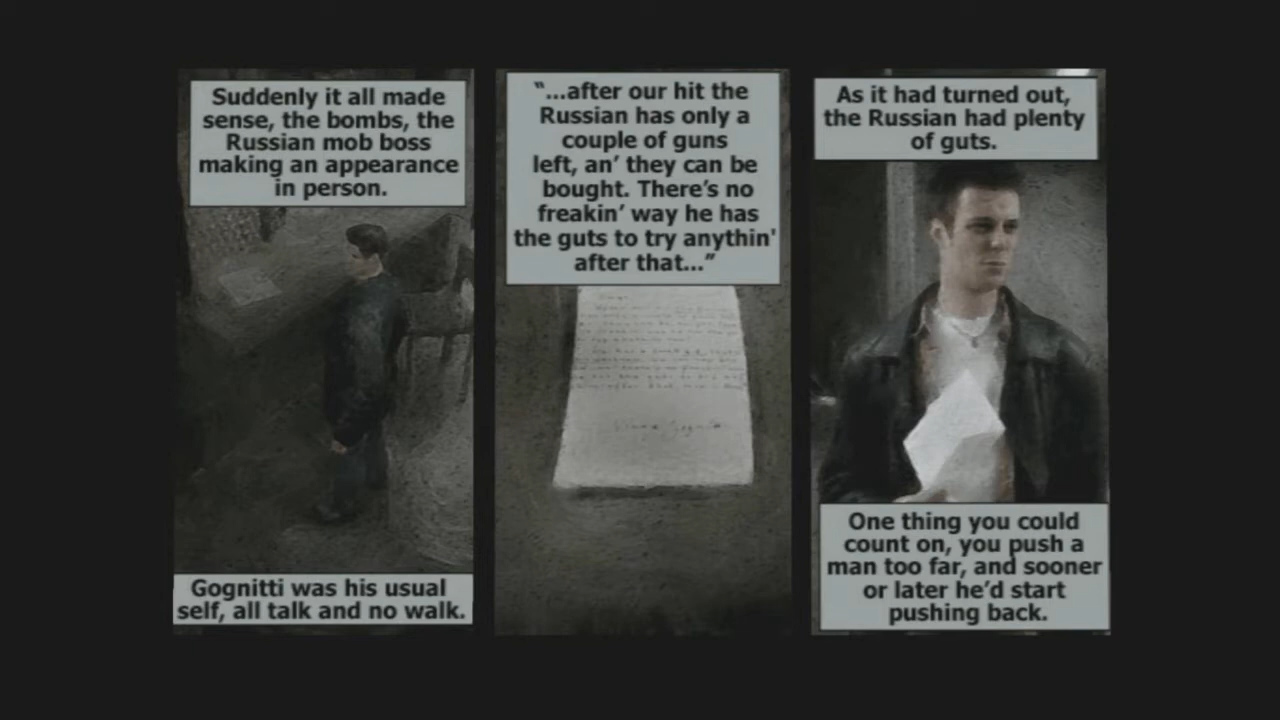 Suddenly it all made
sense, the bombs, the
Russian mob boss
making an appearance
in person.
Gognitti was his usual
self, all talk and no walk.
“...after our hit the
Russian has only a
couple of guns
left, an’ they can be
bought. There’s no
freakin’ way he has
the guts to try anythin'
after that...”
As it had turned out,
the Russian had plenty
of guts.
One thing you could
count on, you push a
man too far, and sooner
or later he’d start
pushing back.